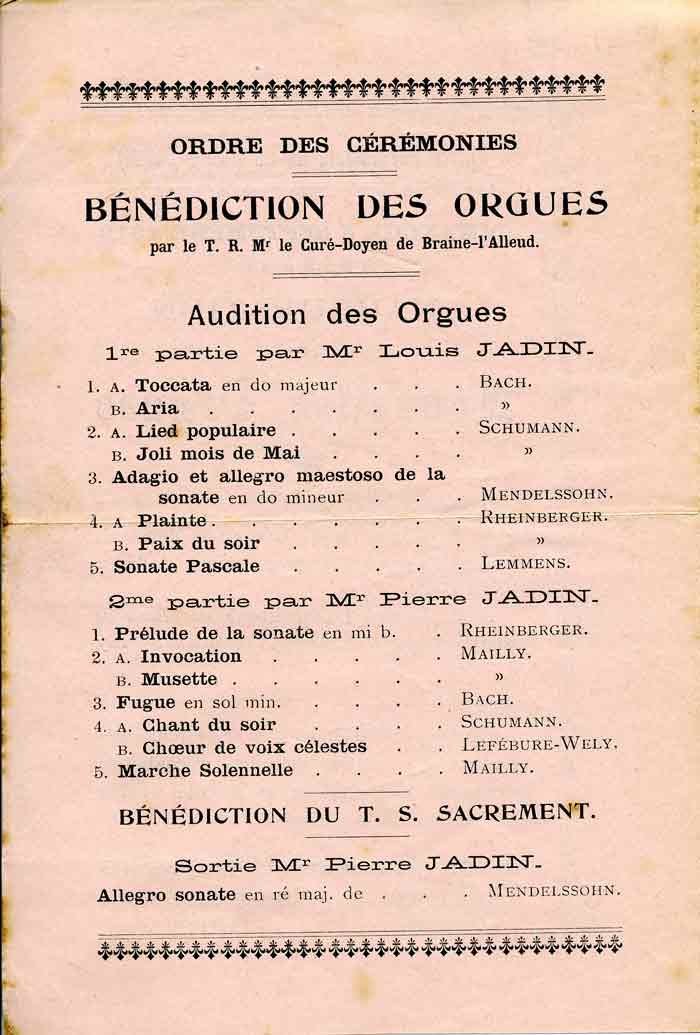 ORDRE DES CÉRÉMONIES
BÉNÉDICTION DES ORGUES
par le T. R. Mr le Curé-Doyen de Braine-l'Alleud.
Audition des Orgues
1re partie par Mr Louis JADIN.
1. A. Toccata en do majeur . . . BACH.
B. Aria . . . . . . »
2. A. Lied populaire . . . . . SCHUMANN.
B. Joli mois de Mai . . . . »
3. Adagio et allegro maestoso de la
sonate en do mineur . . . MENDELSSOHN.
4. A Plainte . . . . . . RHEINBERGER.
B. Paix du soir . . . . . »
5. Sonate Pascale . . . . . LEMMENS.
2me partie par Mr Pierre JADIN.
1. Prélude de la sonate en mi b. . RHEINBERGER.
2. A. Invocation . . . . . MAILLY.
B. Musette . . . . . . »
3. Fugue en sol min. . . . . BACH.
4. A. Chant du soir . . . . SCHUMANN.
B. Chœur de voix célestes . . LEFÉBURE-WELY.
5. Marche Solennelle . . . . MAILLY.
BÉNÉDICTION DU T. S. SACREMENT.
Sortie Mr Pierre JADIN.
Allegro sonate en ré maj. de . . . MENDELSSOHN.